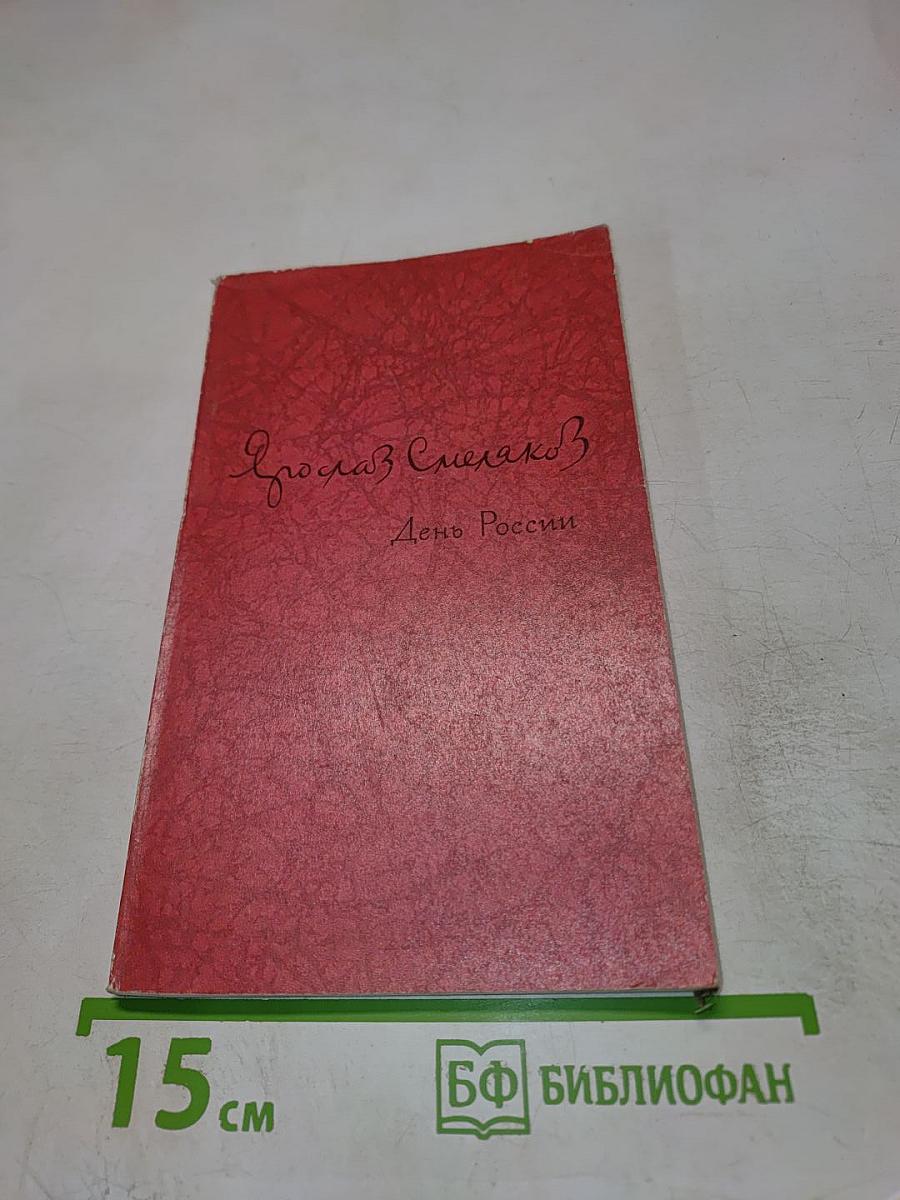 Ярослав Смеляков
День России
15 см
БФ БИБЛИОФАН